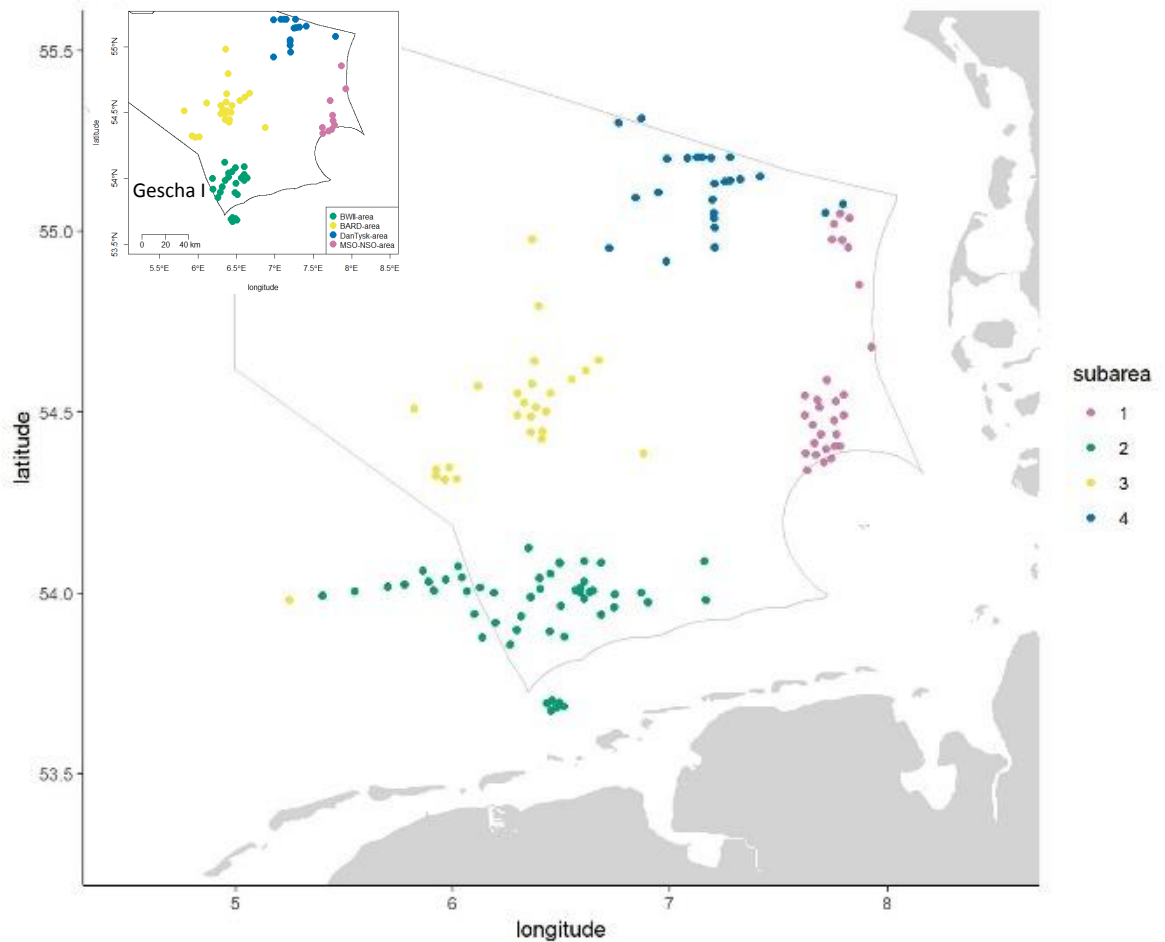 55.5
55.0
54.5
54.0
53.5
latitude
5
6
7
8
longitude
55°N
54.5°N
54°N
53.5°N
latitude
Gescha I
BWII-area
BARD-area
DanTysk-area
MSO-NSO-area
0 20 40 km
5.5°E 6°E 6.5°E 7°E 7.5°E 8°E 8.5°E
longitude
subarea
1
2
3
4